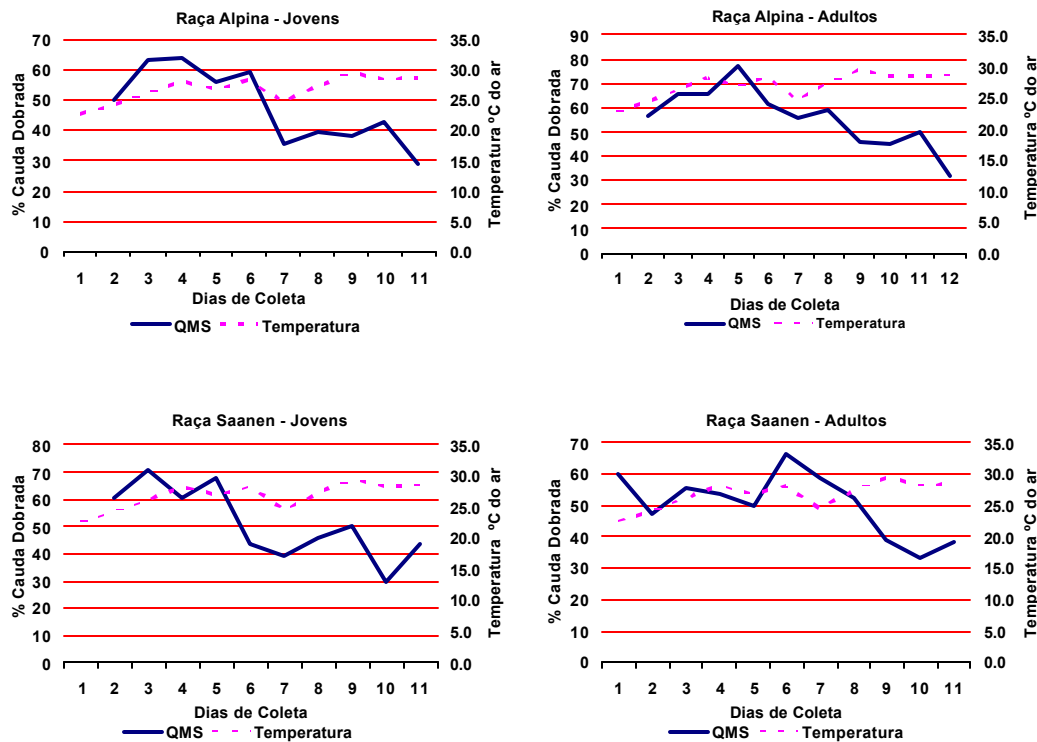 Raça Alpina - Jovens
% Cauda Dobrada
70
60
50
40
30
20
10
0
35.0
30.0
25.0
20.0
15.0
10.0
5.0
0.0
Temperatura ºC do ar
1 2 3 4 5 6 7 8 9 10 11
Dias de Coleta
QMS Temperatura
Raça Alpina - Adultos
% Cauda Dobrada
90
80
70
60
50
40
30
20
10
0
35.0
30.0
25.0
20.0
15.0
10.0
5.0
0.0
Temperatura ºC do ar
1 2 3 4 5 6 7 8 9 10 11 12
Dias de Coleta
QMS Temperatura
Raça Saanen - Jovens
% Cauda Dobrada
80
70
60
50
40
30
20
10
0
35.0
30.0
25.0
20.0
15.0
10.0
5.0
0.0
Temperatura ºC do ar
1 2 3 4 5 6 7 8 9 10 11
Dias de Coleta
QMS Temperatura
Raça Saanen - Adultos
% Cauda Dobrada
70
60
50
40
30
20
10
0
35.0
30.0
25.0
20.0
15.0
10.0
5.0
0.0
Temperatura ºC do ar
1 2 3 4 5 6 7 8 9 10 11
Dias de Coleta
QMS Temperatura